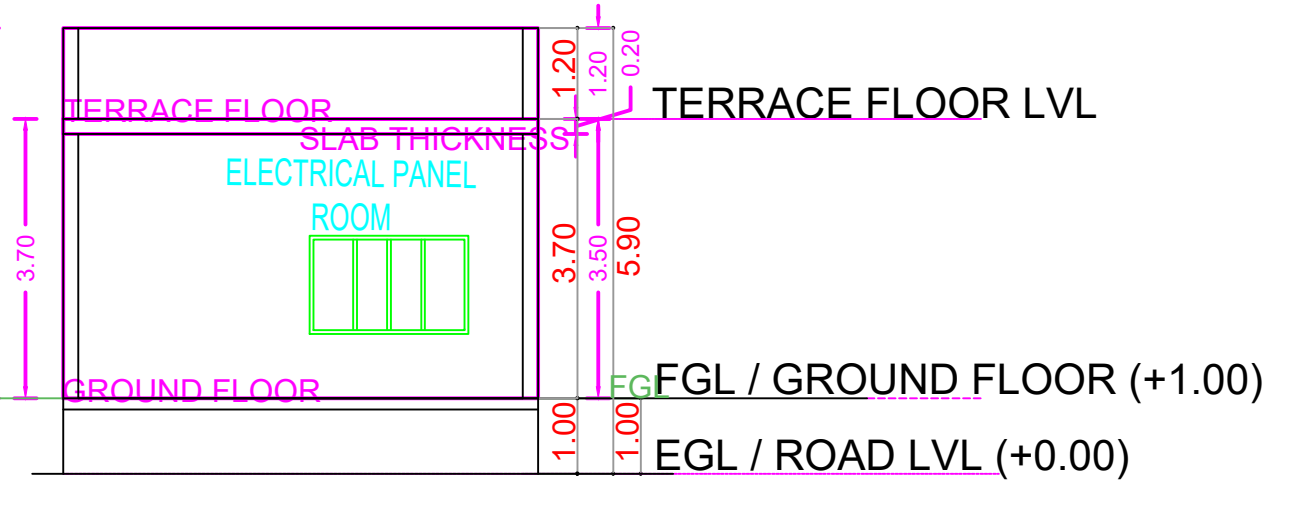 1.20
1.20
0.20
TERRACE FLOOR
TERRACE FLOOR LVL
SLAB THICKNESS
ELECTRICAL PANEL
ROOM
3.70
3.70
3.50
5.90
GROUND FLOOR
FGL
FGL / GROUND FLOOR (+1.00)
1.00
1.00
EGL / ROAD LVL (+0.00)